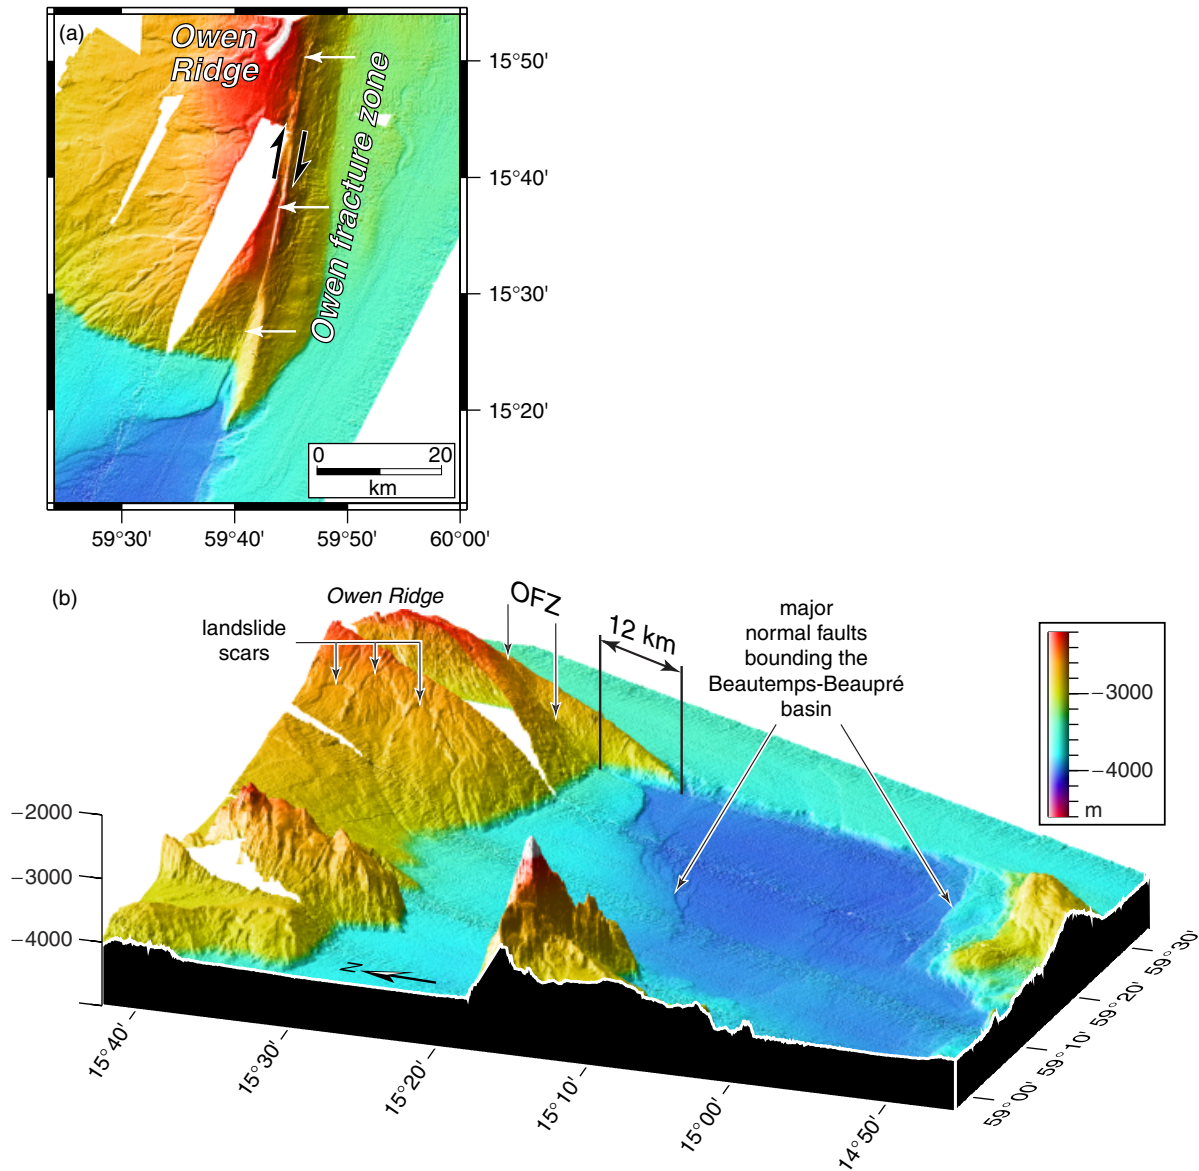 (a)
Owen
Ridge
Owen fracture zone
15°50'
15°40'
15°30'
15°20'
0 20
km
59°30' 59°40' 59°50' 60°00'
(b)
Owen Ridge
OFZ
landslide
scars
12 km
major
normal faults
bounding the
Beautemps-Beaupré
basin
−3000
−4000
m
−2000
−3000
−4000
N
15°40' 15°30' 15°20' 15°10' 15°00' 14°50'
59°00' 59°10' 59°20' 59°30'